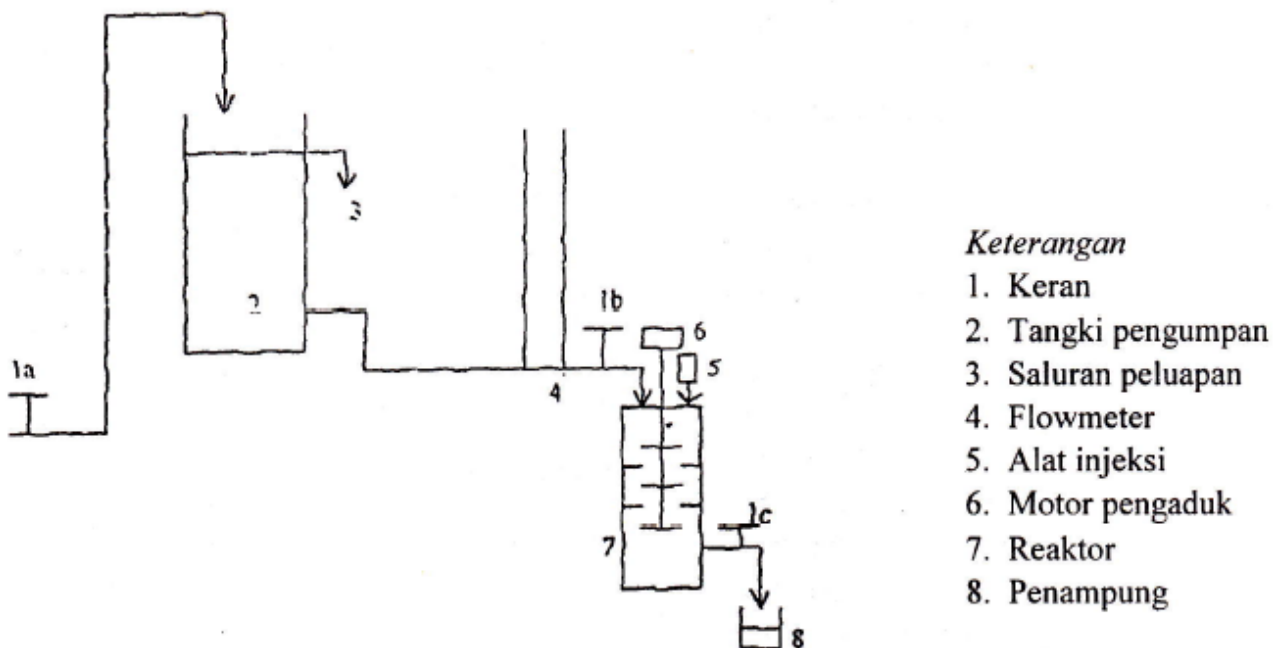 3
2
1b
6
5
1a
4
7
1c
8
Keterangan
1. Keran
2. Tangki pengumpan
3. Saluran peluapan
4. Flowmeter
5. Alat injeksi
6. Motor pengaduk
7. Reaktor
8. Penampung